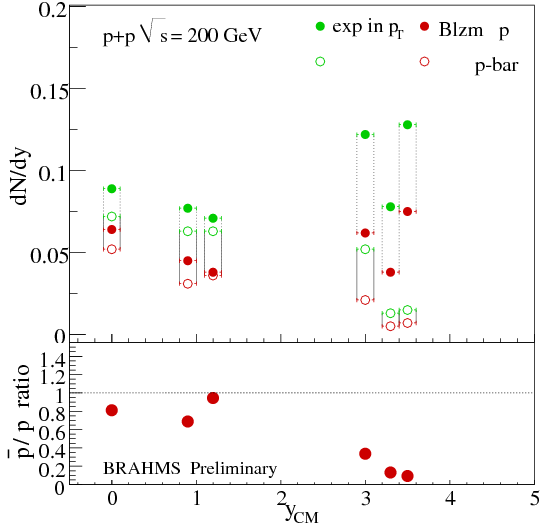 p+p √s = 200 GeV
exp in pT Blzm p
p-bar
0.2
0.15
0.1
0.05
0
dN/dy
1.4
1.2
1
0.8
0.6
0.4
0.2
0
p̄/ p ratio
BRAHMS Preliminary
0 1 2 3 4 5
yCM